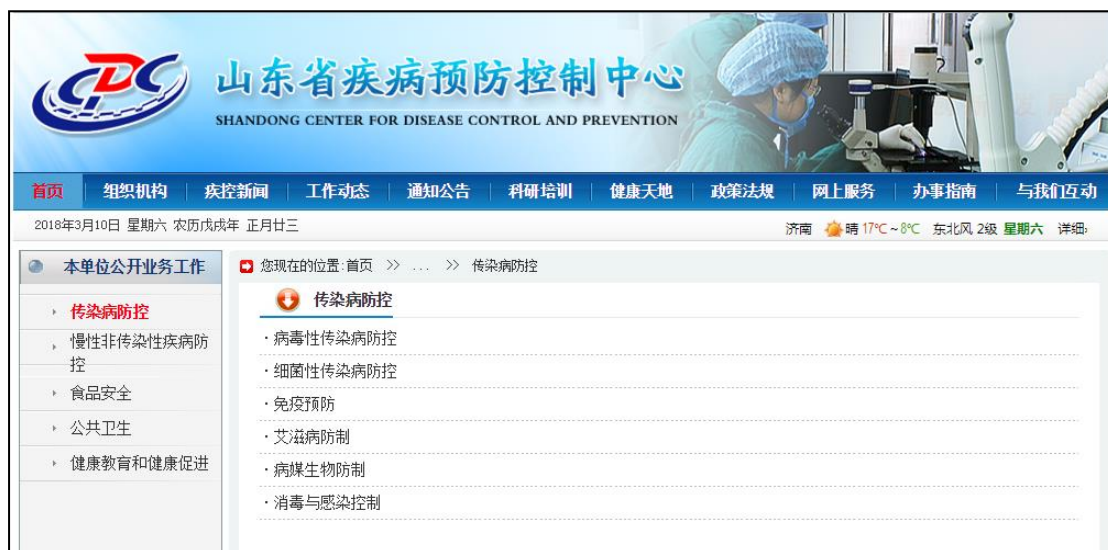 CDC
山东省疾病预防控制中心
SHANDONG CENTER FOR DISEASE CONTROL AND PREVENTION
首页 组织机构 疾控新闻 工作动态 通知公告 科研培训 健康天地 政策法规 网上服务 办事指南 与我们互动
2018年3月10日 星期六 农历戊戌年 正月廿三
济南 晴 17℃~8℃ 东北风,2级 星期六 详细»
本单位公开业务工作
传染病防控
慢性非传染性疾病防
控
食品安全
公共卫生
健康教育和健康促进
您现在的位置:首页 >> ... >> 传染病防控
传染病防控
·病毒性传染病防控
·细菌性传染病防控
·免疫预防
·艾滋病防制
·病媒生物防制
·消毒与感染控制